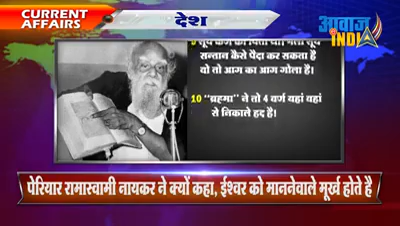 CURRENT
AFFAIRS
देश
आवाज
INDIA
सन्तान कैसे पैदा कर सकता है
वो तो आग का आग गोला है।
10 "ब्रह्मा" ने तो 4 वर्ण यहां वहां
से निकाले हद है।
पेरियार रामास्वामी नायकर ने क्यों कहा, ईश्वर को माननेवाले मूर्ख होते है